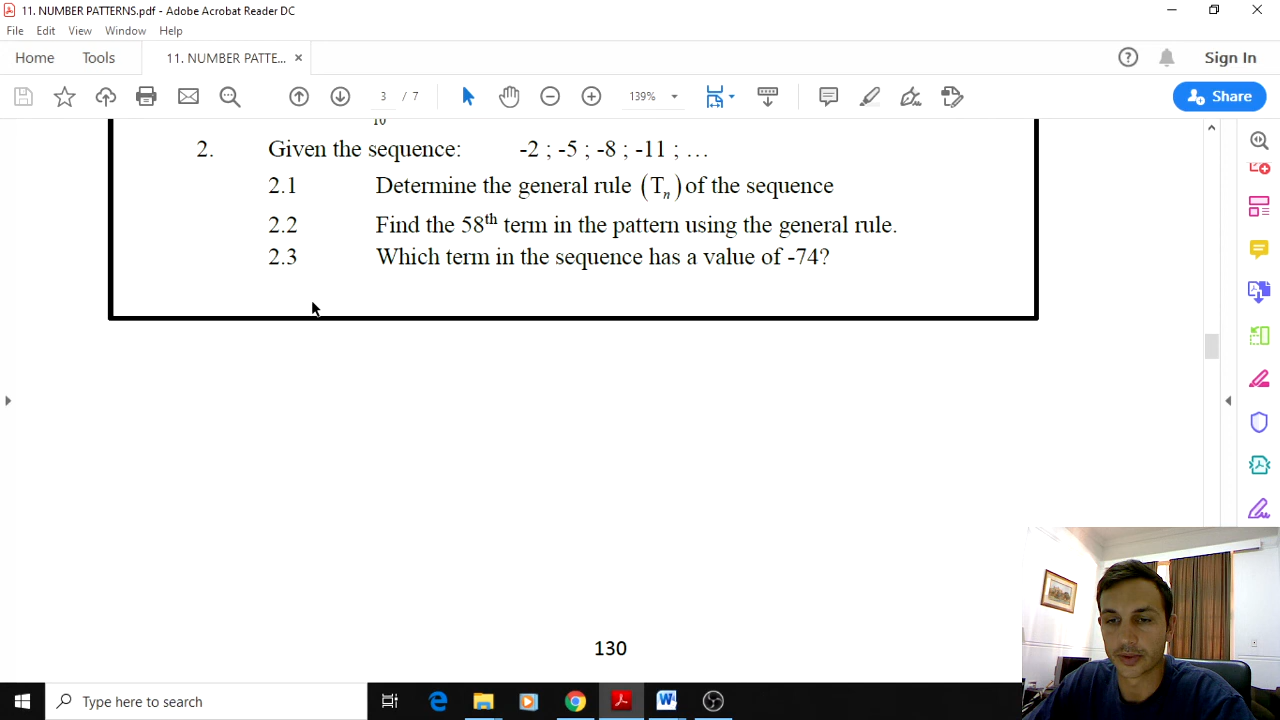 11. NUMBER PATTERNS.pdf - Adobe Acrobat Reader DC
File Edit View Window Help
Home Tools 11. NUMBER PATTE... × Sign In
3 / 7 139% Share
10
2. Given the sequence: -2 ; -5 ; -8 ; -11 ; …
2.1 Determine the general rule (Tn) of the sequence
2.2 Find the 58th term in the pattern using the general rule.
2.3 Which term in the sequence has a value of -74?
130
Type here to search